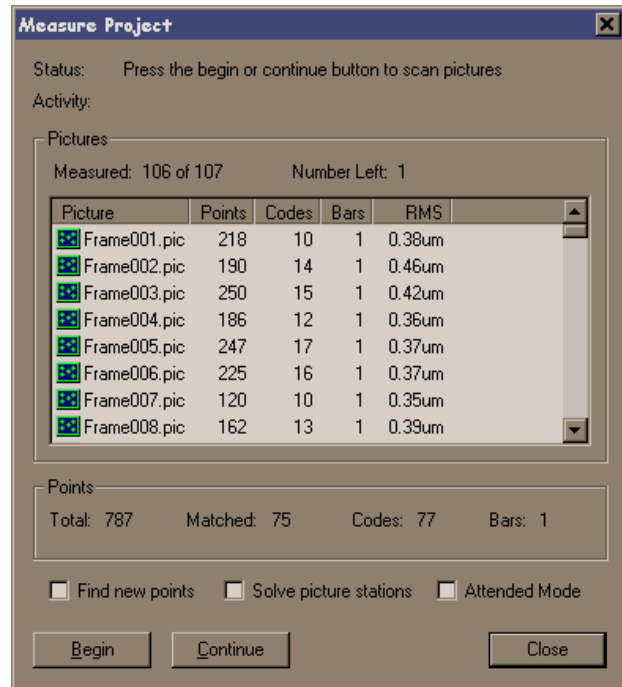 Measure Project
Status: Press the begin or continue button to scan pictures
Activity:
Pictures
Measured: 106 of 107 Number Left: 1
Picture Points Codes Bars RMS
Frame001.pic 218 10 1 0.38um
Frame002.pic 190 14 1 0.46um
Frame003.pic 250 15 1 0.42um
Frame004.pic 186 12 1 0.36um
Frame005.pic 247 17 1 0.37um
Frame006.pic 225 16 1 0.37um
Frame007.pic 120 10 1 0.35um
Frame008.pic 162 13 1 0.39um
Points
Total: 787 Matched: 75 Codes: 77 Bars: 1
Find new points Solve picture stations Attended Mode
Begin Continue Close